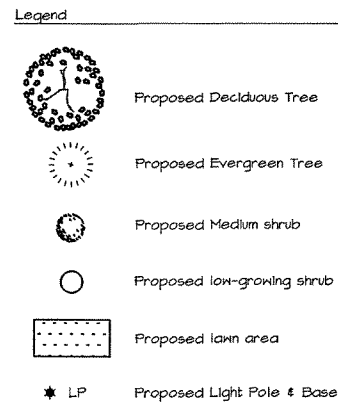 Legend
Proposed Deciduous Tree
Proposed Evergreen Tree
Proposed Medium shrub
Proposed low-growing shrub
Proposed lawn area
LP Proposed Light Pole & Base